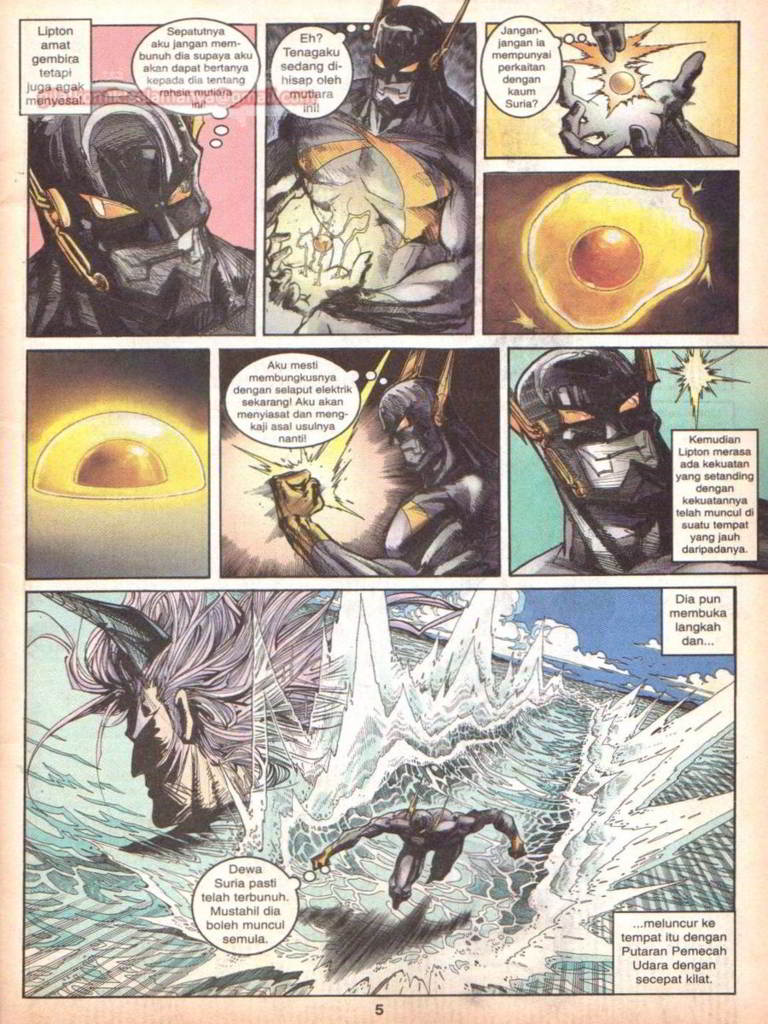 Lipton
amat
gembira
tetapi
juga agak
menyesal.
Sepatutnya
aku jangan mem-
bunuh dia supaya aku
akan dapat bertanya
kepada dia tentang
rahsia mutiara
ini!
Eh?
Tenagaku
sedang di-
hisap oleh
mutiara
ini!
Jangan-
jangan ia
mempunyai
perkaitan
dengan
kaum
Suria?
Aku mesti
membungkusnya
dengan selaput elektrik
sekarang! Aku akan
menyiasat dan meng-
kaji asal usulnya
nanti!
Kemudian
Lipton merasa
ada kekuatan
yang setanding
dengan
kekuatannya
telah muncul di
suatu tempat
yang jauh
daripadanya.
Dia pun
membuka
langkah
dan...
Dewa
Suria pasti
telah terbunuh.
Mustahil dia
boleh muncul
semula.
...meluncur ke
tempat itu dengan
Putaran Pemecah
Udara dengan
secepat kilat.
5